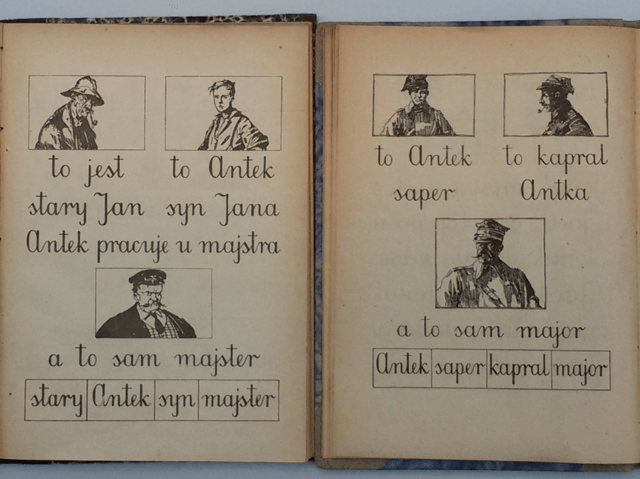 to jest to Antek
stary Jan syn Jana
Antek pracuje u majstra
a to sam majster
stary Antek syn majster
to Antek to kapral
saper Antka
a to sam major
Antek saper kapral major